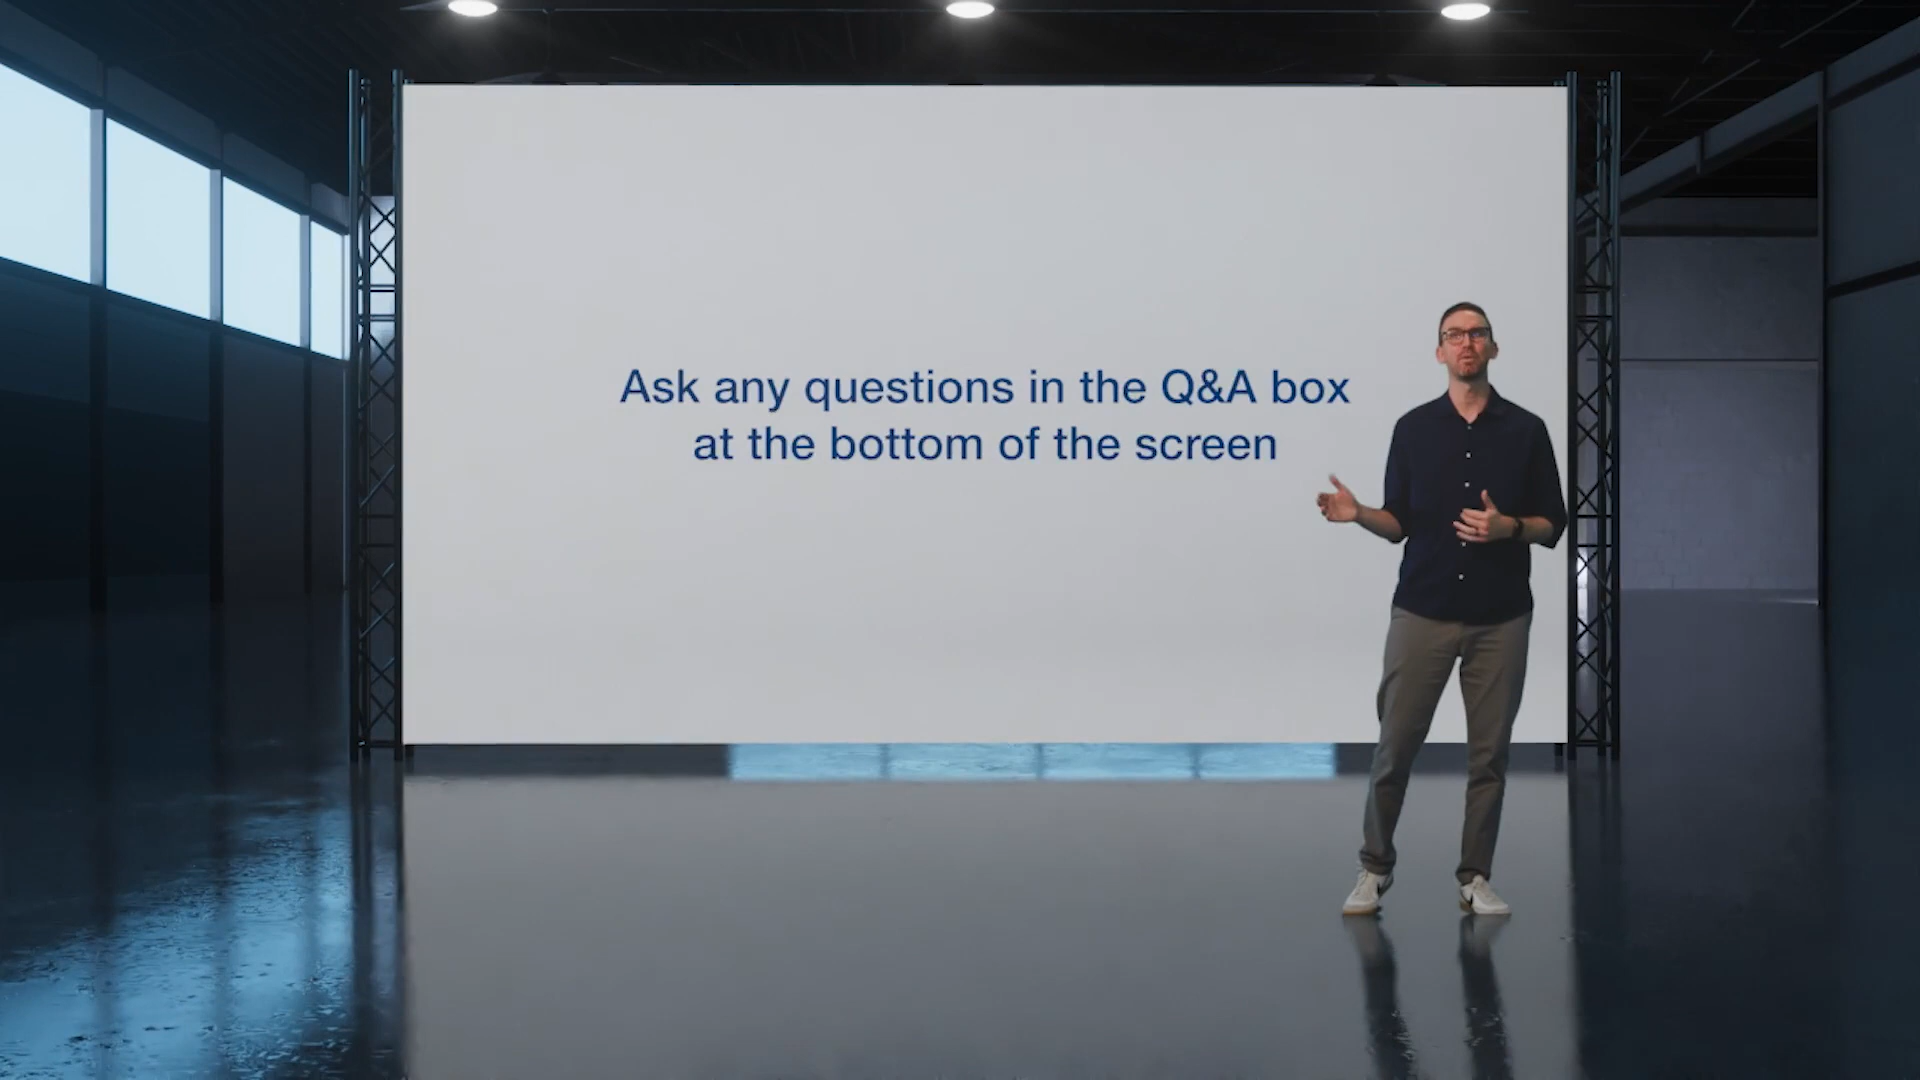 Ask any questions in the Q&A box
at the bottom of the screen